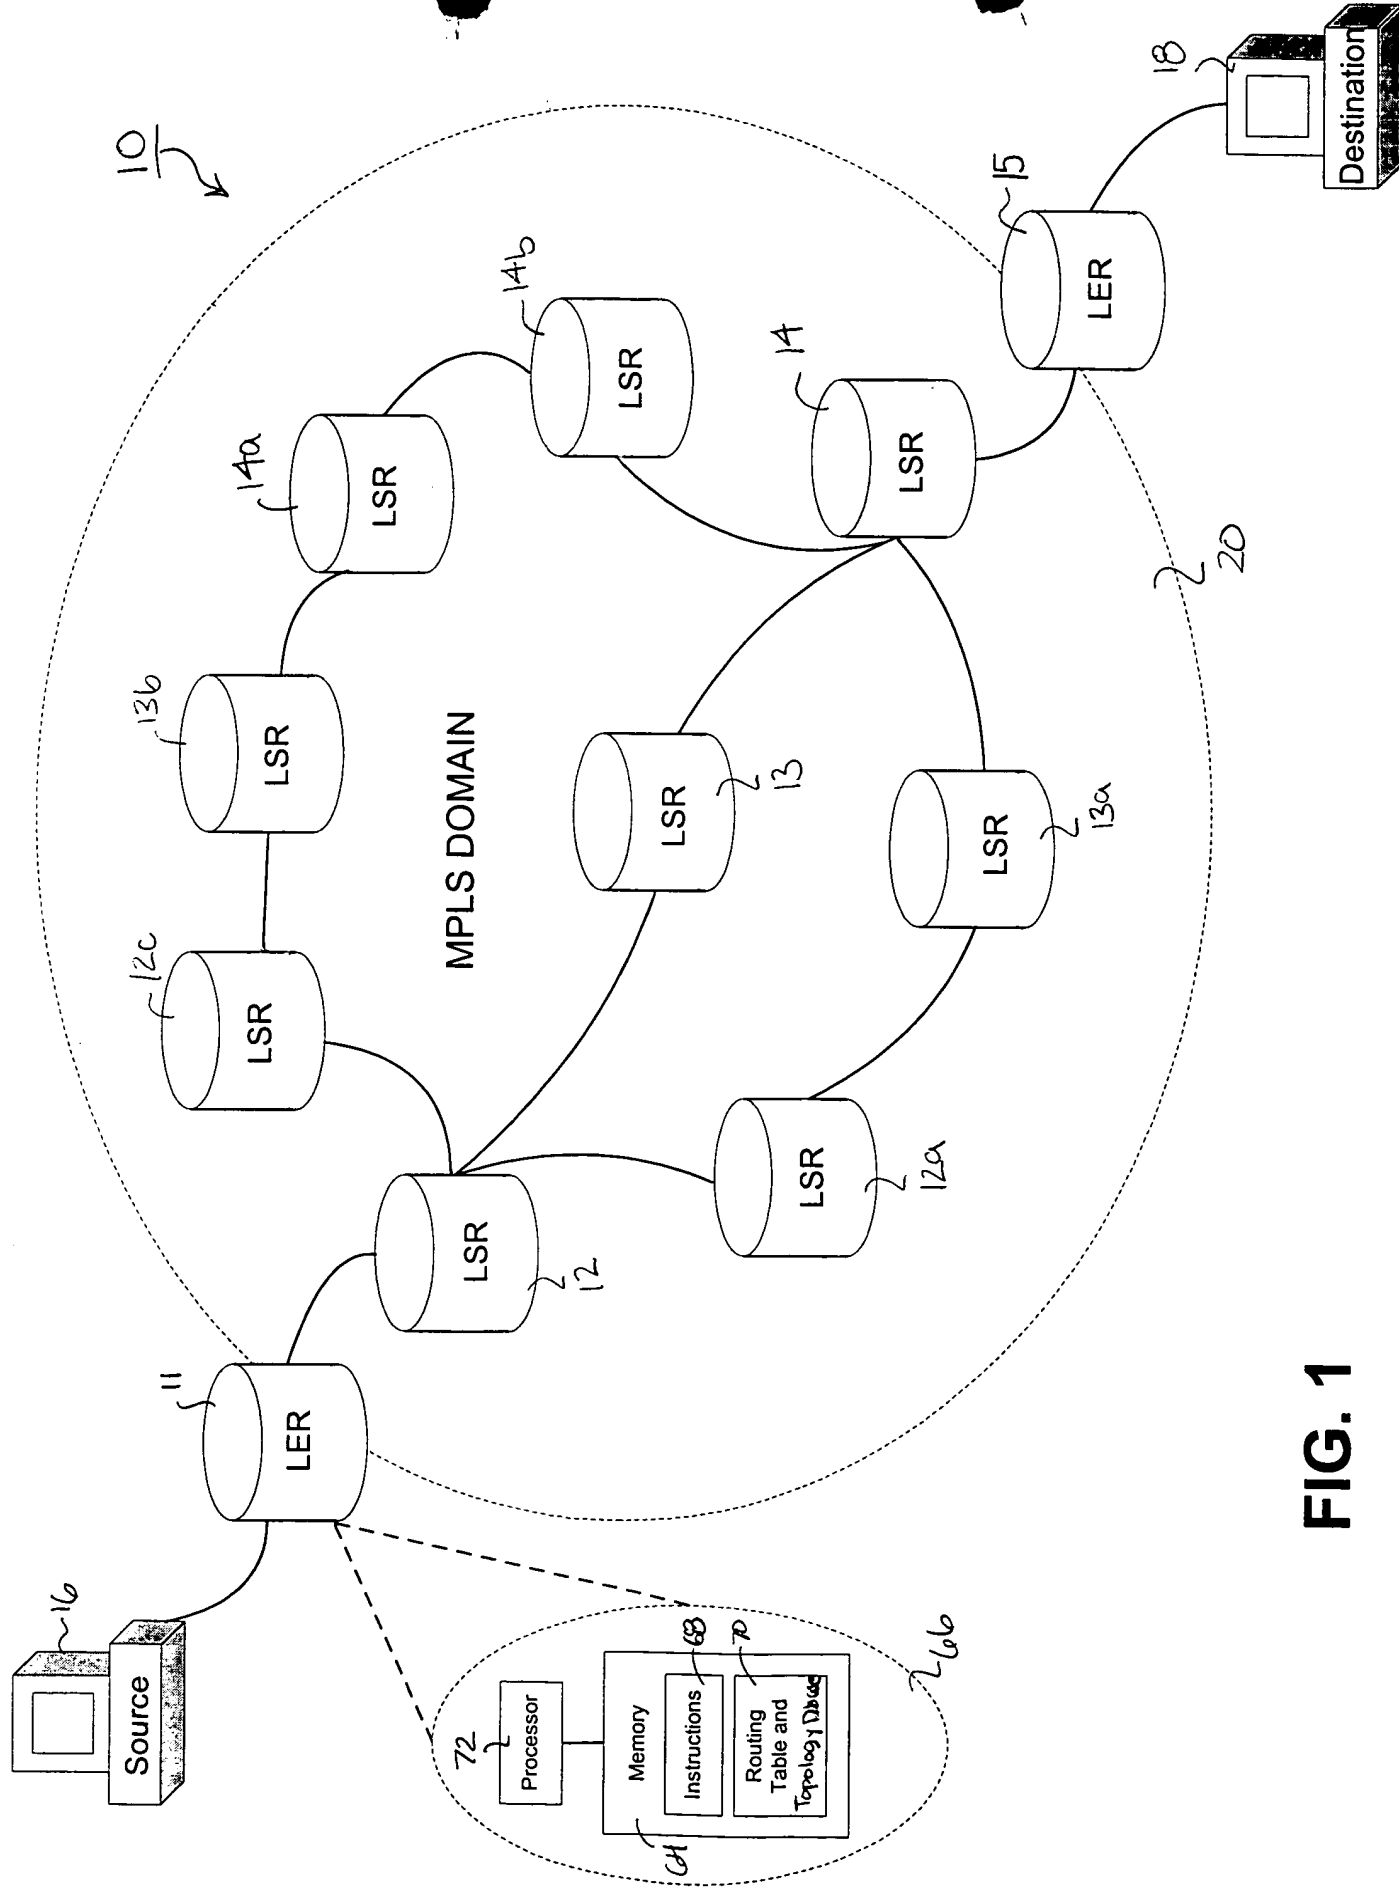 10
16
Source
11
LER
12c
LSR
13b
LSR
14a
LSR
14b
LSR
12
LSR
MPLS DOMAIN
13
LSR
14
LSR
15
LER
18
Destination
12a
LSR
13a
LSR
20
72
Processor
64
Memory
Instructions
68
Routing
Table and
Topology
70
66
FIG. 1